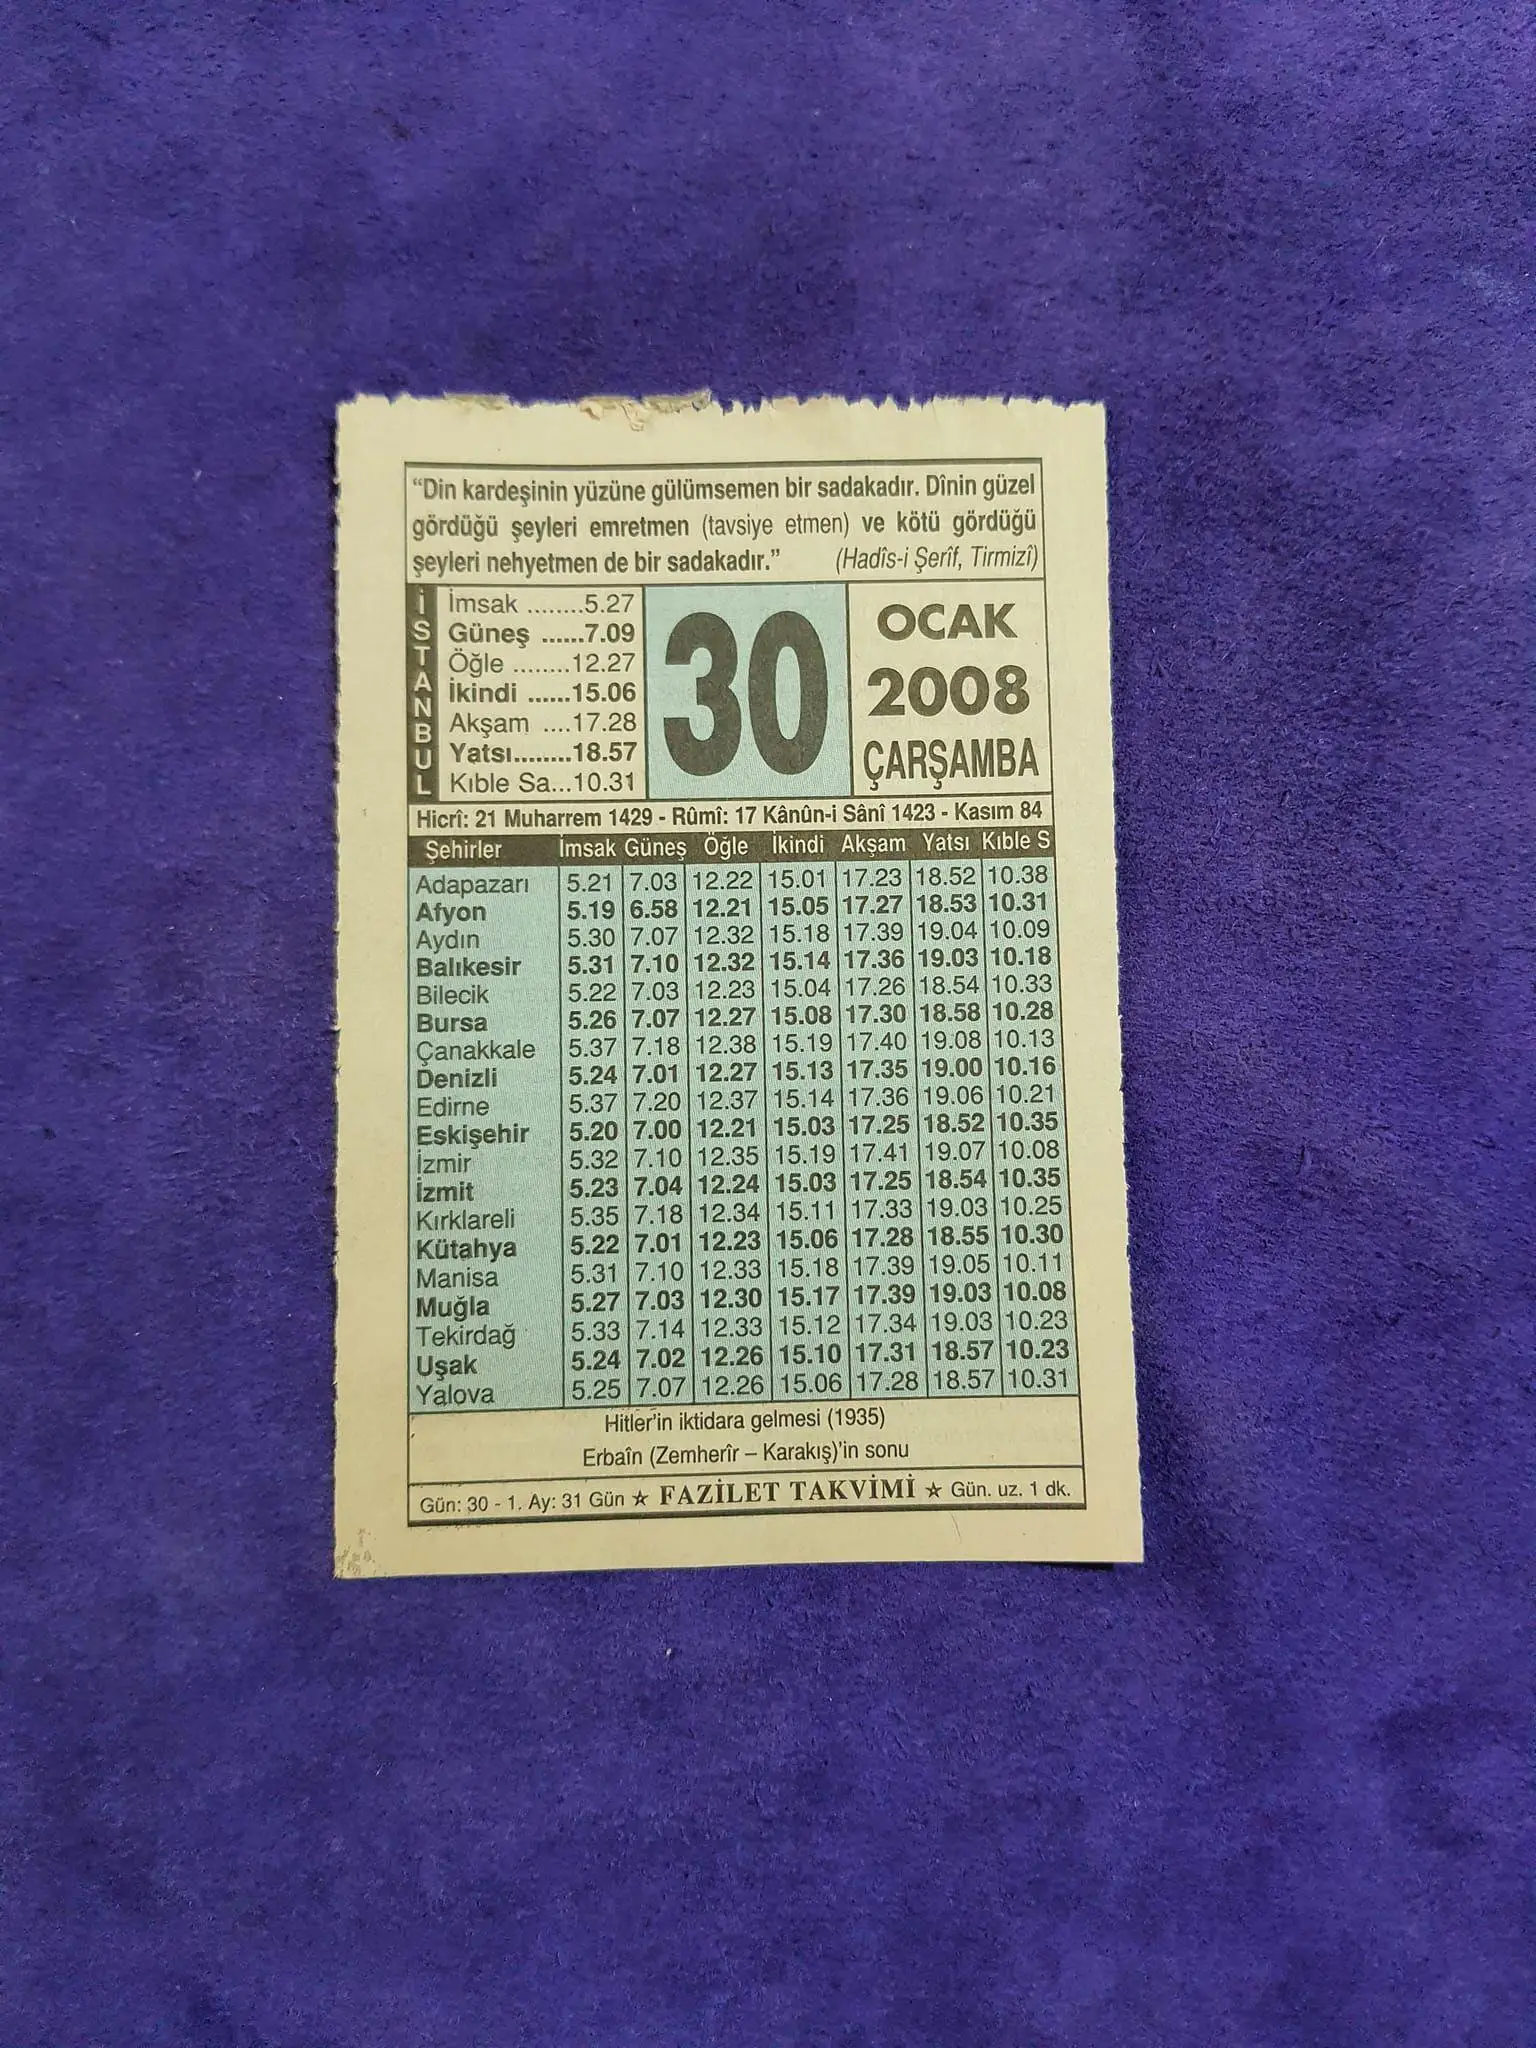 “Din kardeşinin yüzüne gülümsemen bir sadakadır. Dînin güzel
gördüğü şeyleri emretmen (tavsiye etmen) ve kötü gördüğü
şeyleri nehyetmen de bir sadakadır.” (Hadîs-i Şerîf, Tirmizî)
İSTANBUL
İmsak ........5.27
Güneş ......7.09
Öğle ........12.27
İkindi ......15.06
Akşam ....17.28
Yatsı........18.57
Kıble Sa...10.31
30
OCAK
2008
ÇARŞAMBA
Hicrî: 21 Muharrem 1429 - Rûmî: 17 Kânûn-i Sânî 1423 - Kasım 84
Şehirler İmsak Güneş Öğle İkindi Akşam Yatsı Kıble S
Adapazarı 5.21 7.03 12.22 15.01 17.23 18.52 10.38
Afyon 5.19 6.58 12.21 15.05 17.27 18.53 10.31
Aydın 5.30 7.07 12.32 15.18 17.39 19.04 10.09
Balıkesir 5.31 7.10 12.32 15.14 17.36 19.03 10.18
Bilecik 5.22 7.03 12.23 15.04 17.26 18.54 10.33
Bursa 5.26 7.07 12.27 15.08 17.30 18.58 10.28
Çanakkale 5.37 7.18 12.38 15.19 17.40 19.08 10.13
Denizli 5.24 7.01 12.27 15.13 17.35 19.00 10.16
Edirne 5.37 7.20 12.37 15.14 17.36 19.06 10.21
Eskişehir 5.20 7.00 12.21 15.03 17.25 18.52 10.35
İzmir 5.32 7.10 12.35 15.19 17.41 19.07 10.08
İzmit 5.23 7.04 12.24 15.03 17.25 18.54 10.35
Kırklareli 5.35 7.18 12.34 15.11 17.33 19.03 10.25
Kütahya 5.22 7.01 12.23 15.06 17.28 18.55 10.30
Manisa 5.31 7.10 12.33 15.18 17.39 19.05 10.11
Muğla 5.27 7.03 12.30 15.17 17.39 19.03 10.08
Tekirdağ 5.33 7.14 12.33 15.12 17.34 19.03 10.23
Uşak 5.24 7.02 12.26 15.10 17.31 18.57 10.23
Yalova 5.25 7.07 12.26 15.06 17.28 18.57 10.31
Hitler’in iktidara gelmesi (1935)
Erbaîn (Zemherîr – Karakış)’in sonu
Gün: 30 - 1. Ay: 31 Gün ☆ FAZİLET TAKVİMİ ☆ Gün. uz. 1 dk.